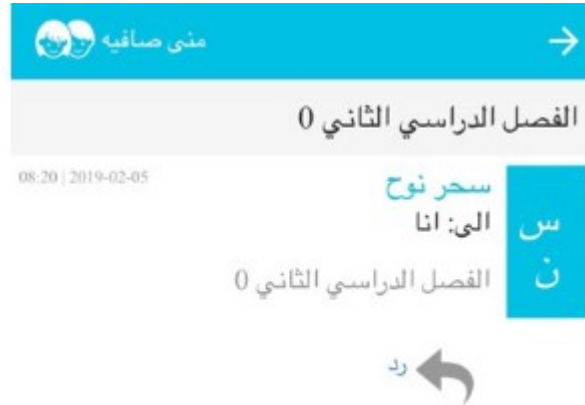 منى صافيه
الفصل الدراسي الثاني 0
سحر نوح
08:20 | 2019-02-05
الى: انا
س
ن
الفصل الدراسي الثاني 0
رد